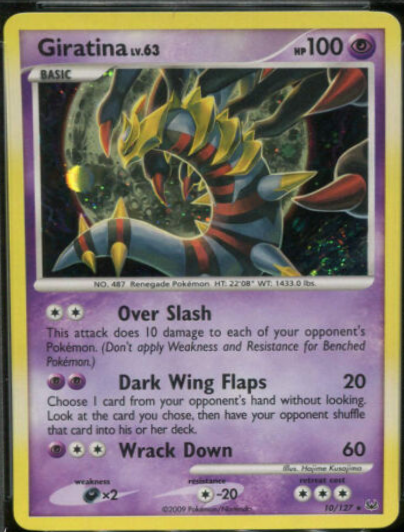 Giratina LV.63 HP 100
BASIC
NO. 487 Renegade Pokémon HT: 22'08" WT: 1433.0 lbs.
Over Slash
This attack does 10 damage to each of your opponent's
Pokémon. (Don't apply Weakness and Resistance for Benched
Pokémon.)
Dark Wing Flaps 20
Choose 1 card from your opponent's hand without looking.
Look at the card you chose, then have your opponent shuffle
that card into his or her deck.
Wrack Down 60
Illus. Hajime Kusajima
weakness resistance retreat cost
×2 -20
©2009 Pokémon/Nintendo 10/127